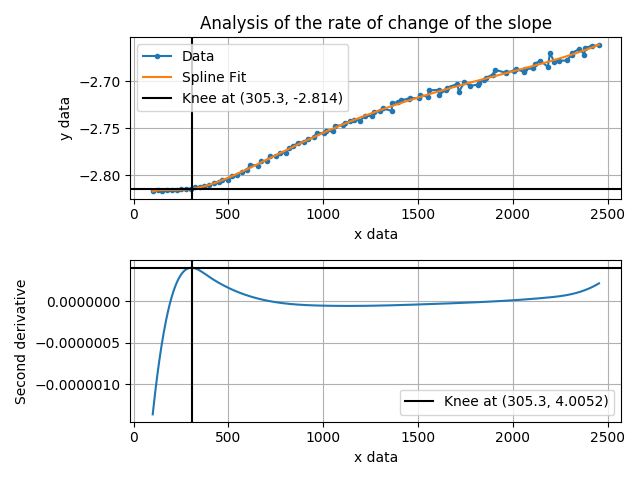 Analysis of the rate of change of the slope
Data
Spline Fit
Knee at (305.3, -2.814)
y data
−2.70
−2.75
−2.80
0 500 1000 1500 2000 2500
x data
Second derivative
0.0000000
−0.0000005
−0.0000010
Knee at (305.3, 4.0052)
0 500 1000 1500 2000 2500
x data